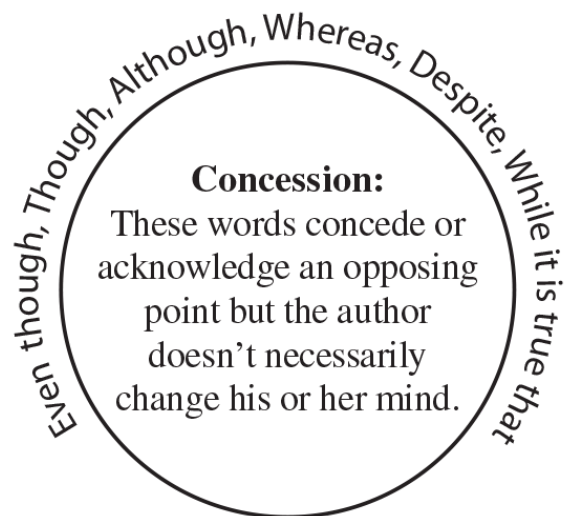 Even though, Though, Although, Whereas, Despite, While it is true that
Concession:
These words concede or
acknowledge an opposing
point but the author
doesn’t necessarily
change his or her mind.